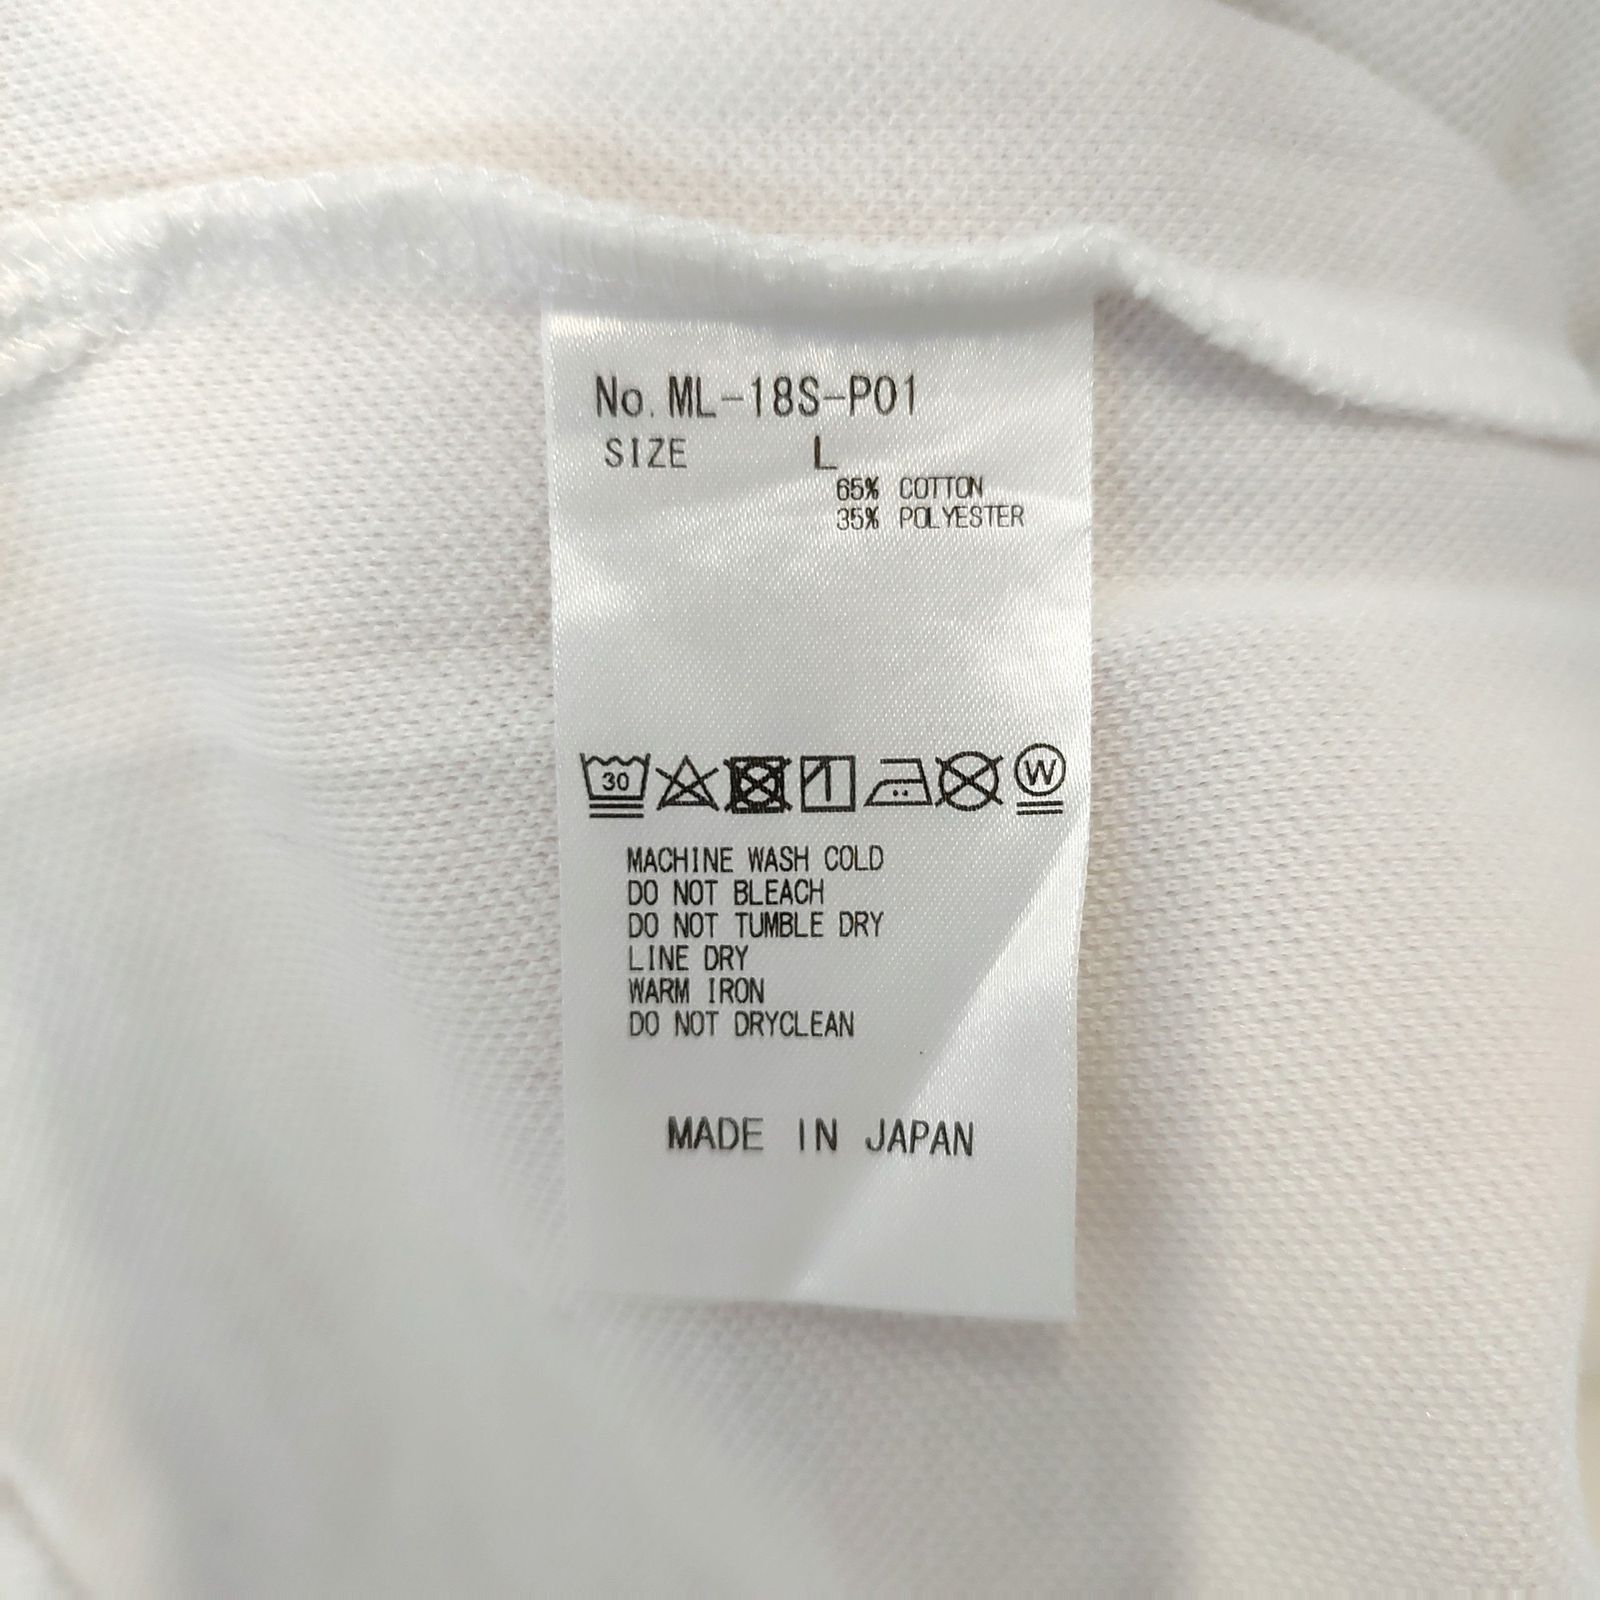 No. ML-18S-P01
SIZE L
65% COTTON
35% POLYESTER
30 W
MACHINE WASH COLD
DO NOT BLEACH
DO NOT TUMBLE DRY
LINE DRY
WARM IRON
DO NOT DRYCLEAN
MADE IN JAPAN